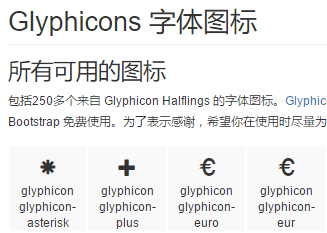 Glyphicons 字体图标
所有可用的图标
包括250多个来自 Glyphicon Halflings 的字体图标。Glyphic
Bootstrap 免费使用。为了表示感谢，希望你在使用时尽量为
glyphicon glyphicon-asterisk
glyphicon glyphicon-plus
glyphicon glyphicon-euro
glyphicon glyphicon-eur